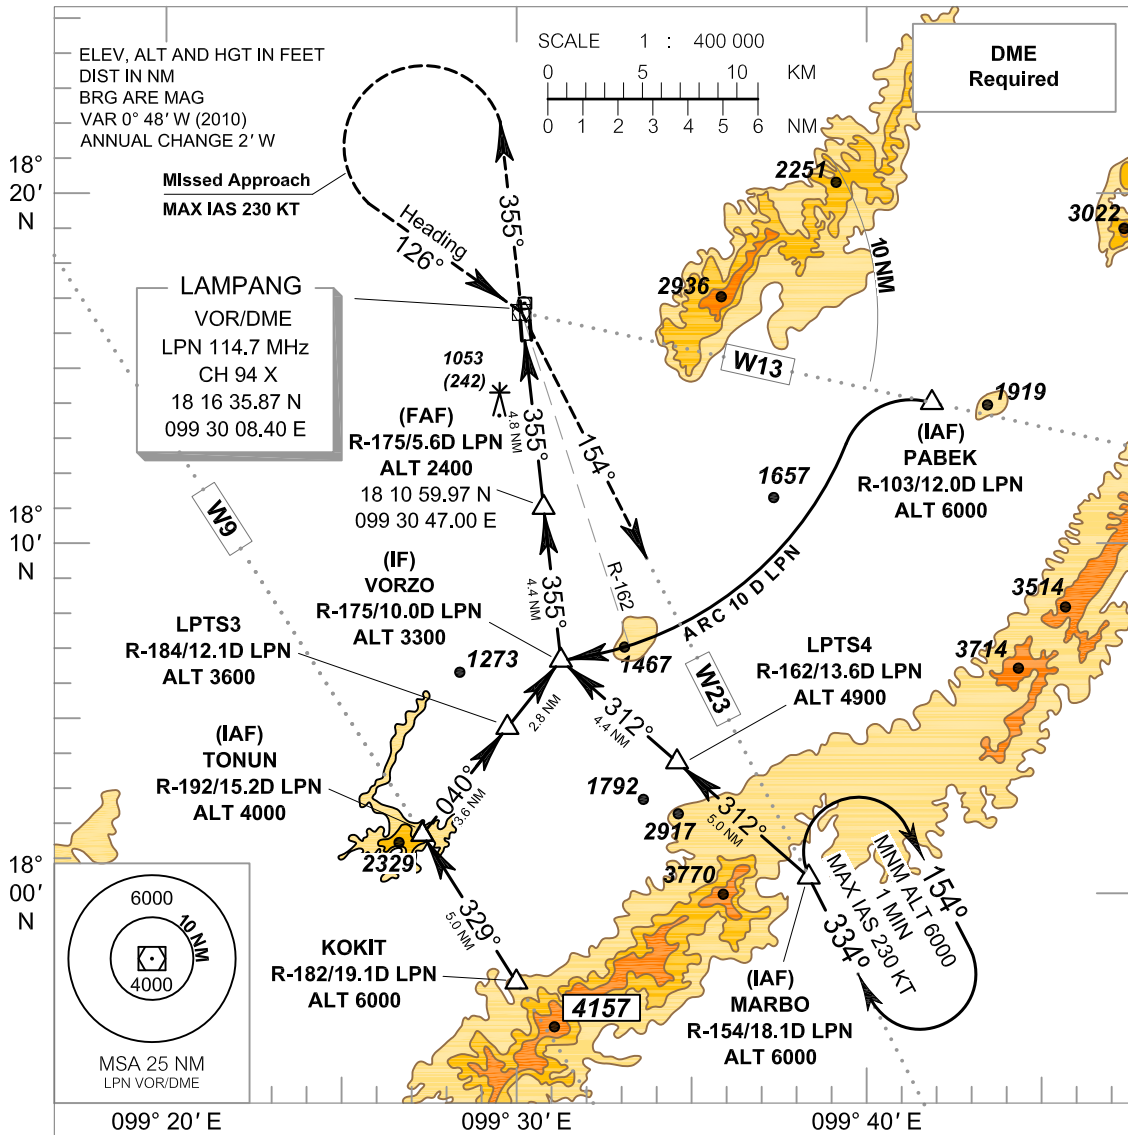 ELEV, ALT AND HGT IN FEET
DIST IN NM
BRG ARE MAG
VAR 0° 48' W (2010)
ANNUAL CHANGE 2' W
SCALE 1 : 400 000
0 5 10 KM
0 1 2 3 4 5 6 NM
DME
Required
18°
20'
N
MIssed Approach
MAX IAS 230 KT
Heading
126°
355°
2251
3022
10 NM
2936
LAMPANG
VOR/DME
LPN 114.7 MHz
CH 94 X
18 16 35.87 N
099 30 08.40 E
W13
1053
(242)
4.8 NM
355°
154°
1919
(FAF)
R-175/5.6D LPN
ALT 2400
18 10 59.97 N
099 30 47.00 E
(IAF)
PABEK
R-103/12.0D LPN
ALT 6000
1657
W9
18°
10'
N
(IF)
VORZO
R-175/10.0D LPN
ALT 3300
355°
4.4 NM
R-162
ARC 10 D LPN
3514
LPTS3
R-184/12.1D LPN
ALT 3600
1273
1467
LPTS4
R-162/13.6D LPN
ALT 4900
3714
W23
2.8 NM
312°
4.4 NM
(IAF)
TONUN
R-192/15.2D LPN
ALT 4000
040°
3.6 NM
1792
2917
312°
5.0 NM
2329
3770
18°
00'
N
154°
MNM ALT 6000
1 MIN
MAX IAS 230 KT
334°
6000
10 NM
4000
MSA 25 NM
LPN VOR/DME
329°
5.0 NM
KOKIT
R-182/19.1D LPN
ALT 6000
4157
(IAF)
MARBO
R-154/18.1D LPN
ALT 6000
099° 20' E
099° 30' E
099° 40' E